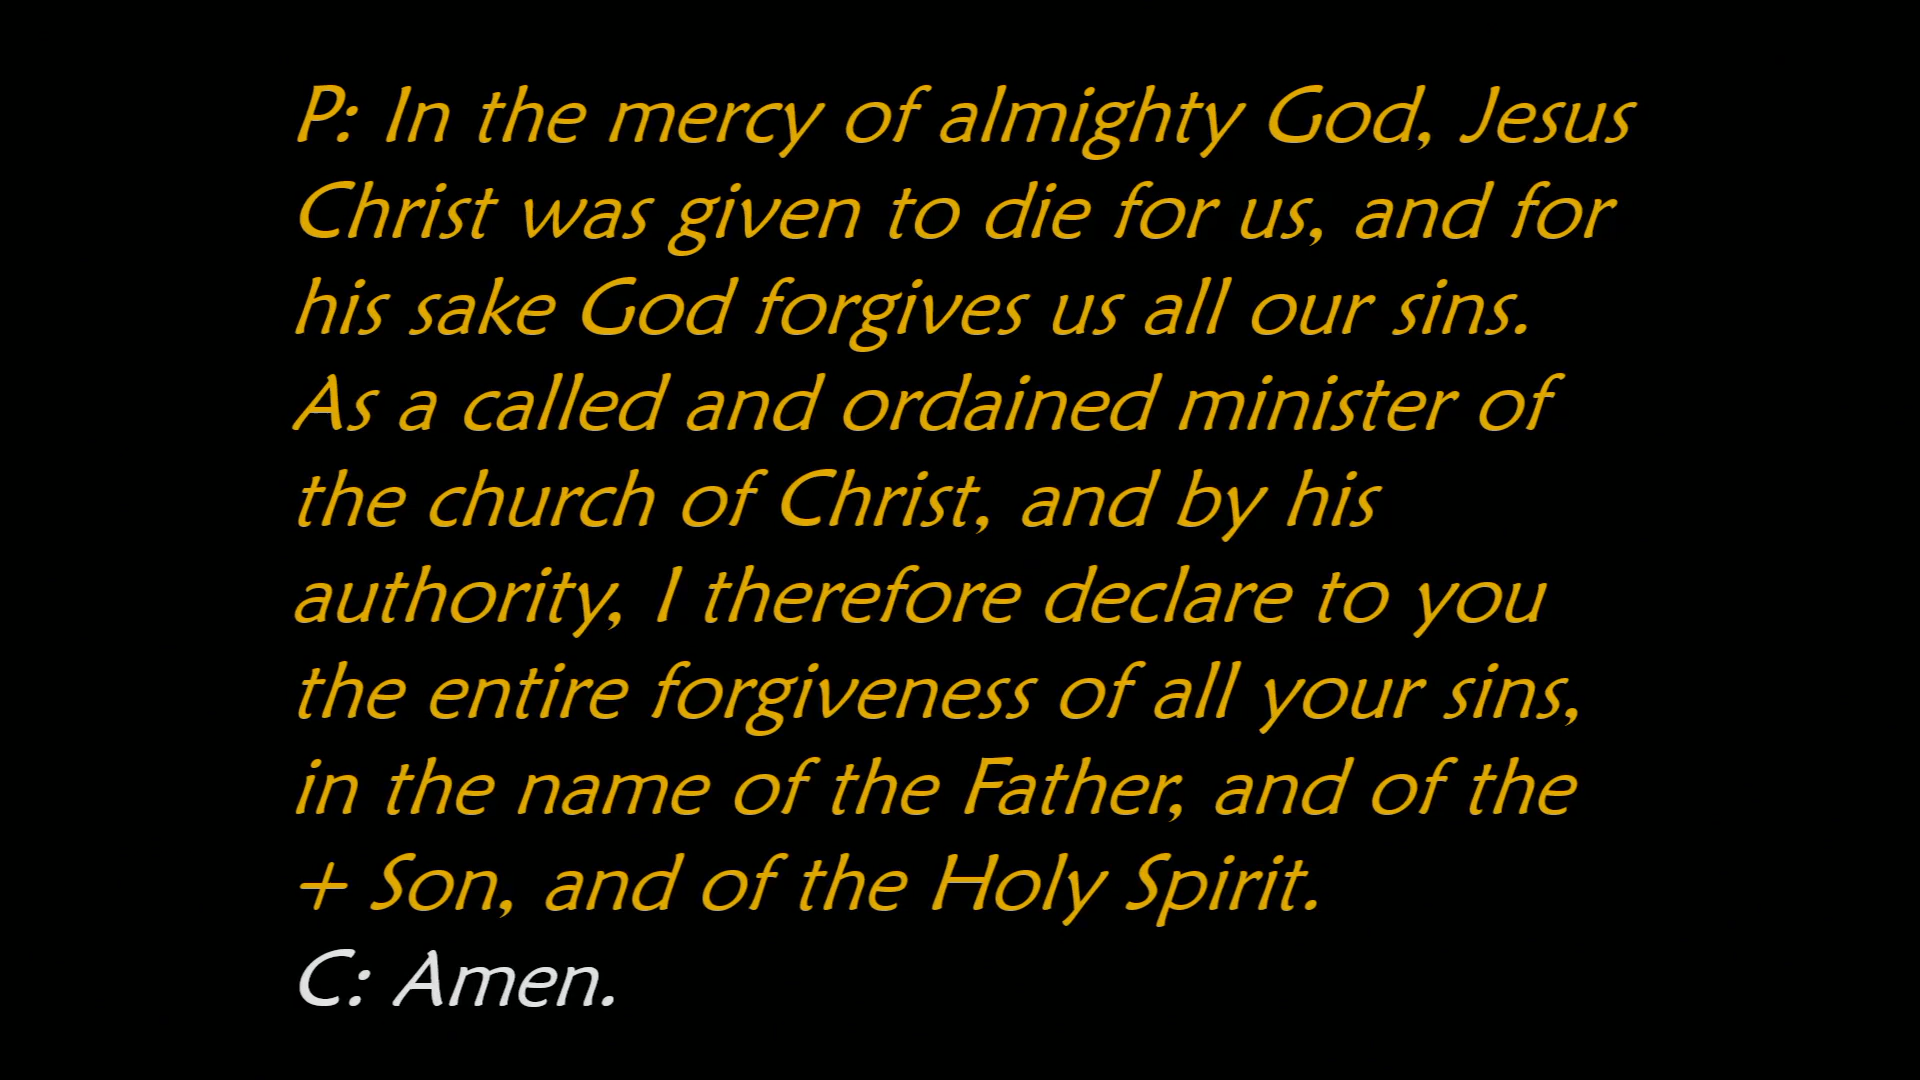 P: In the mercy of almighty God, Jesus
Christ was given to die for us, and for
his sake God forgives us all our sins.
As a called and ordained minister of
the church of Christ, and by his
authority, I therefore declare to you
the entire forgiveness of all your sins,
in the name of the Father, and of the
+ Son, and of the Holy Spirit.
C: Amen.